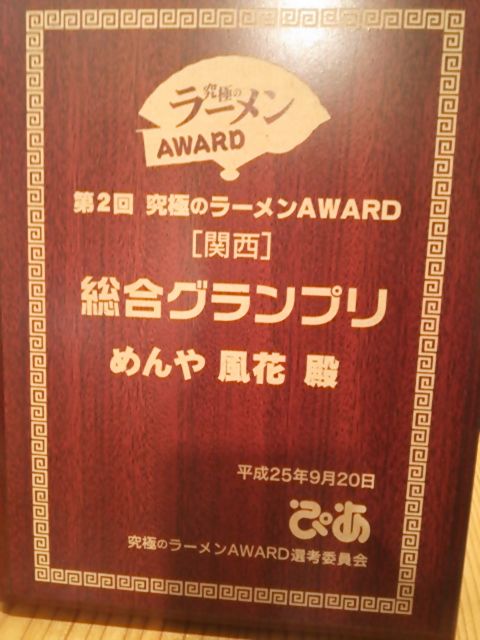 究極の
ラーメン
AWARD
第2回 究極のラーメンAWARD
[関西]
総合グランプリ
めんや 風花 殿
平成25年9月20日
ぴあ
究極のラーメンAWARD選考委員会